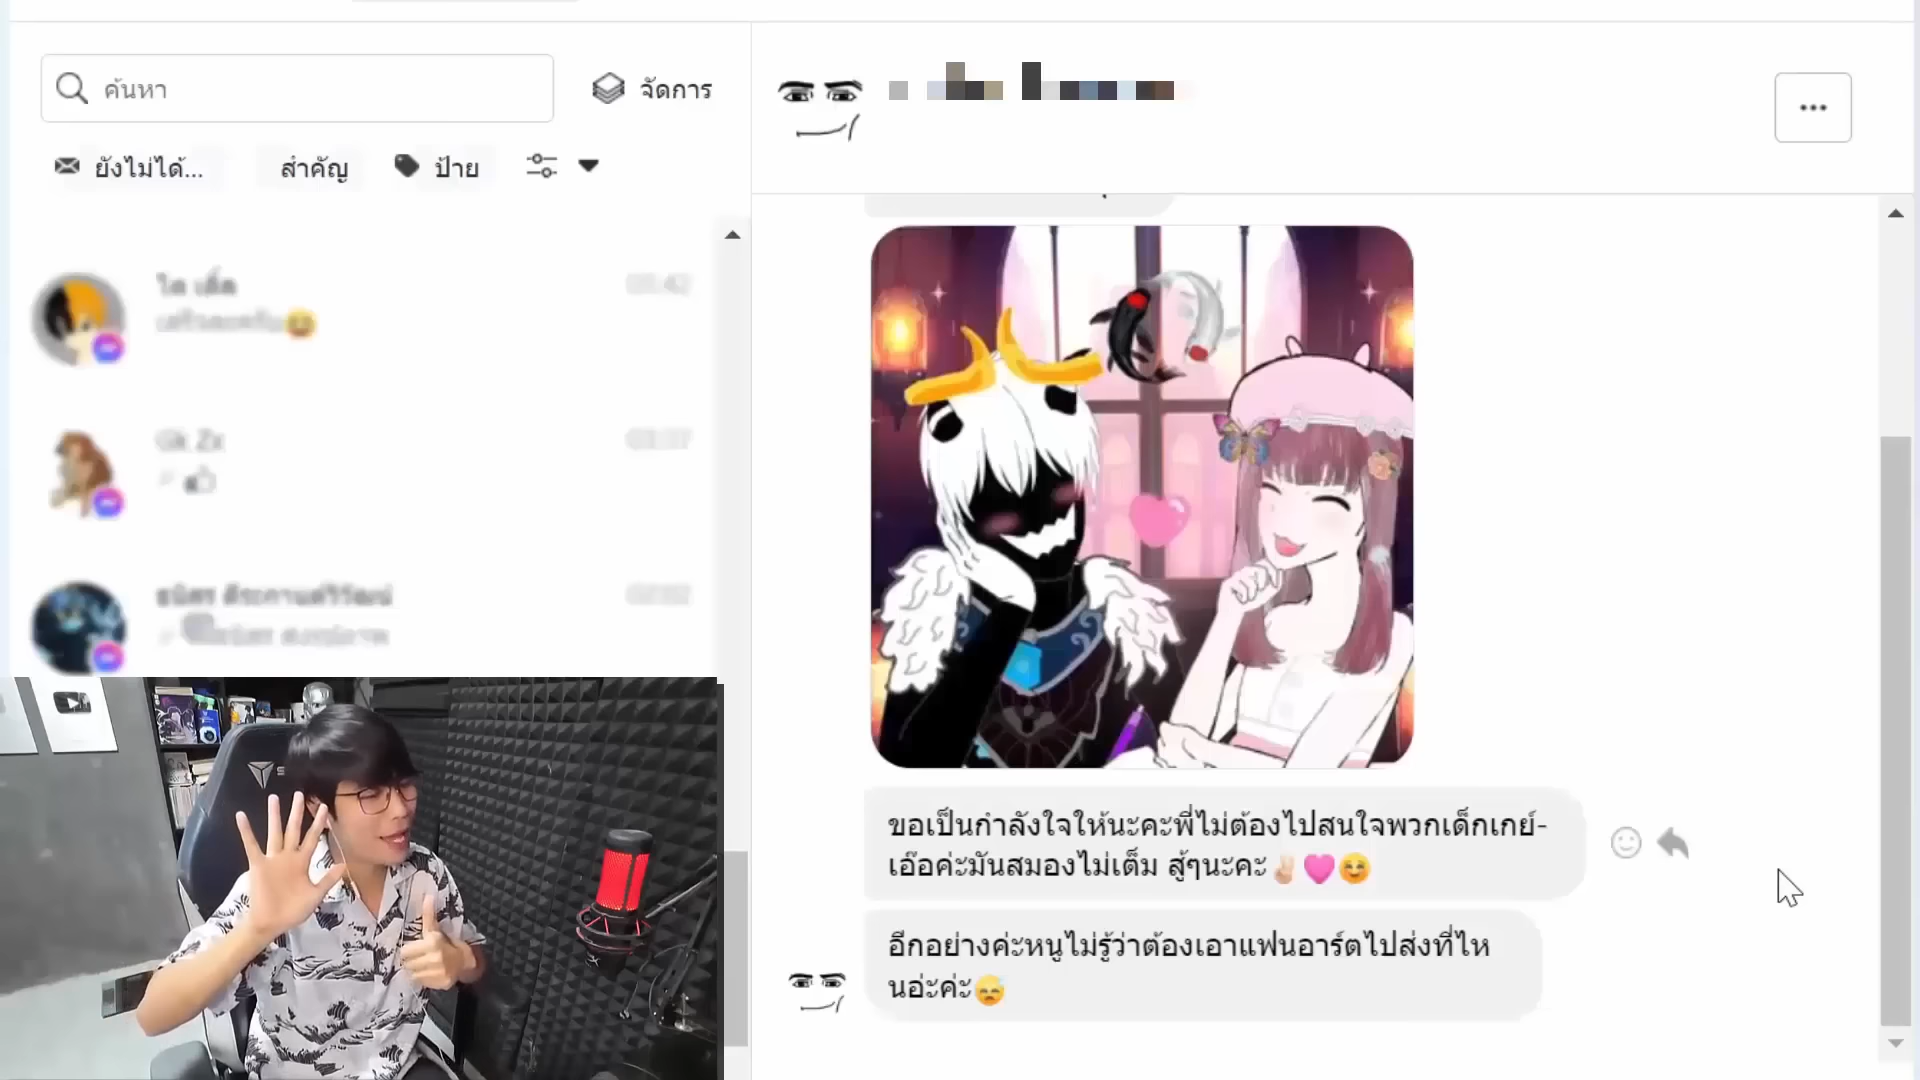 ค้นหา
จัดการ
ยังไม่ได้...
สำคัญ
ป้าย
Gk Zx
ขอเป็นกำลังใจให้นะคะพี่ไม่ต้องไปสนใจพวกเด็กเกย์-
เอ๊อค่ะมันสมองไม่เต็ม สู้ๆนะคะ✌🏻💗☺️
อีกอย่างค่ะหนูไม่รู้ว่าต้องเอาแฟนอาร์ตไปส่งที่ไห
นอ่ะค่ะ😓